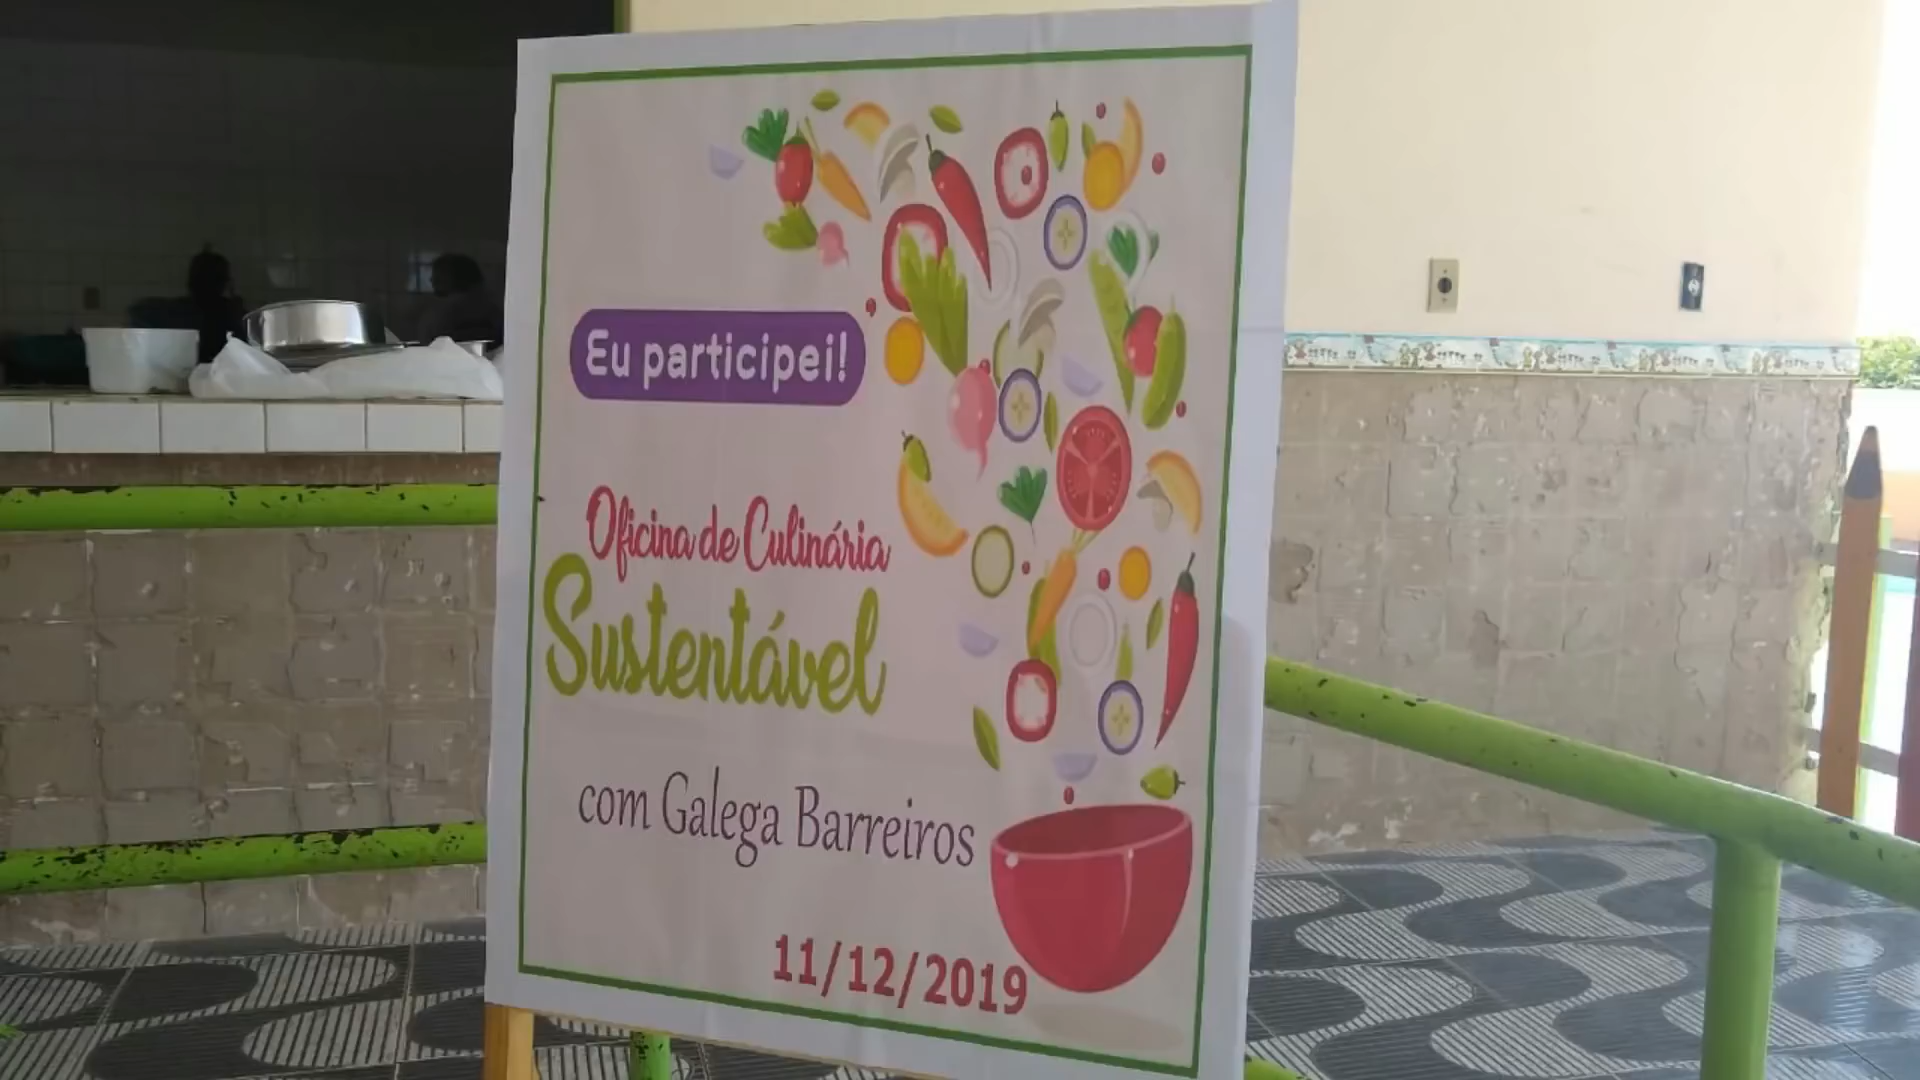 Eu participei!
Oficina de Culinária
Sustentável
com Galega Barreiros
11/12/2019